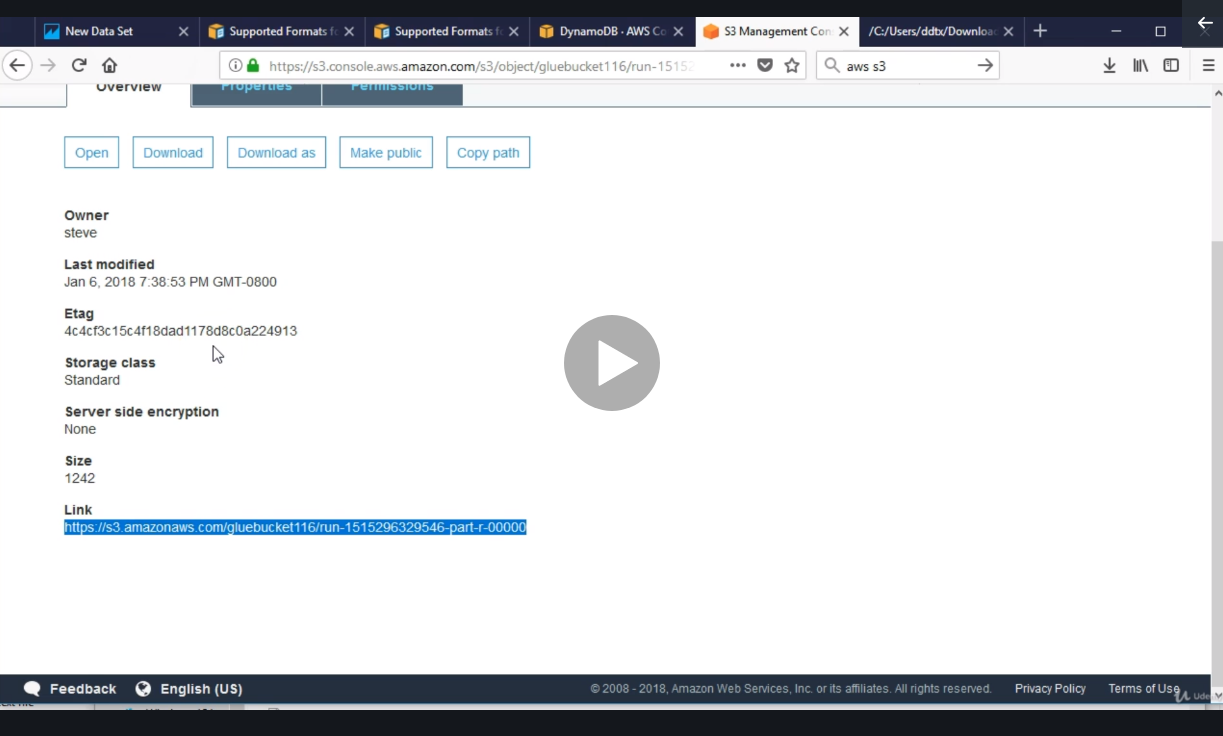 New Data Set
Supported Formats f
Supported Formats f
DynamoDB · AWS Co
S3 Management Con
/C:/Users/ddtx/Downloa
https://s3.console.aws.amazon.com/s3/object/gluebucket116/run-15152
aws s3
Overview
Properties
Permissions
Open
Download
Download as
Make public
Copy path
Owner
steve
Last modified
Jan 6, 2018 7:38:53 PM GMT-0800
Etag
4c4cf3c15c4f18dad1178d8c0a224913
Storage class
Standard
Server side encryption
None
Size
1242
Link
https://s3.amazonaws.com/gluebucket116/run-1515296329546-part-r-00000
Feedback
English (US)
© 2008 - 2018, Amazon Web Services, Inc. or its affiliates. All rights reserved.
Privacy Policy
Terms of Use